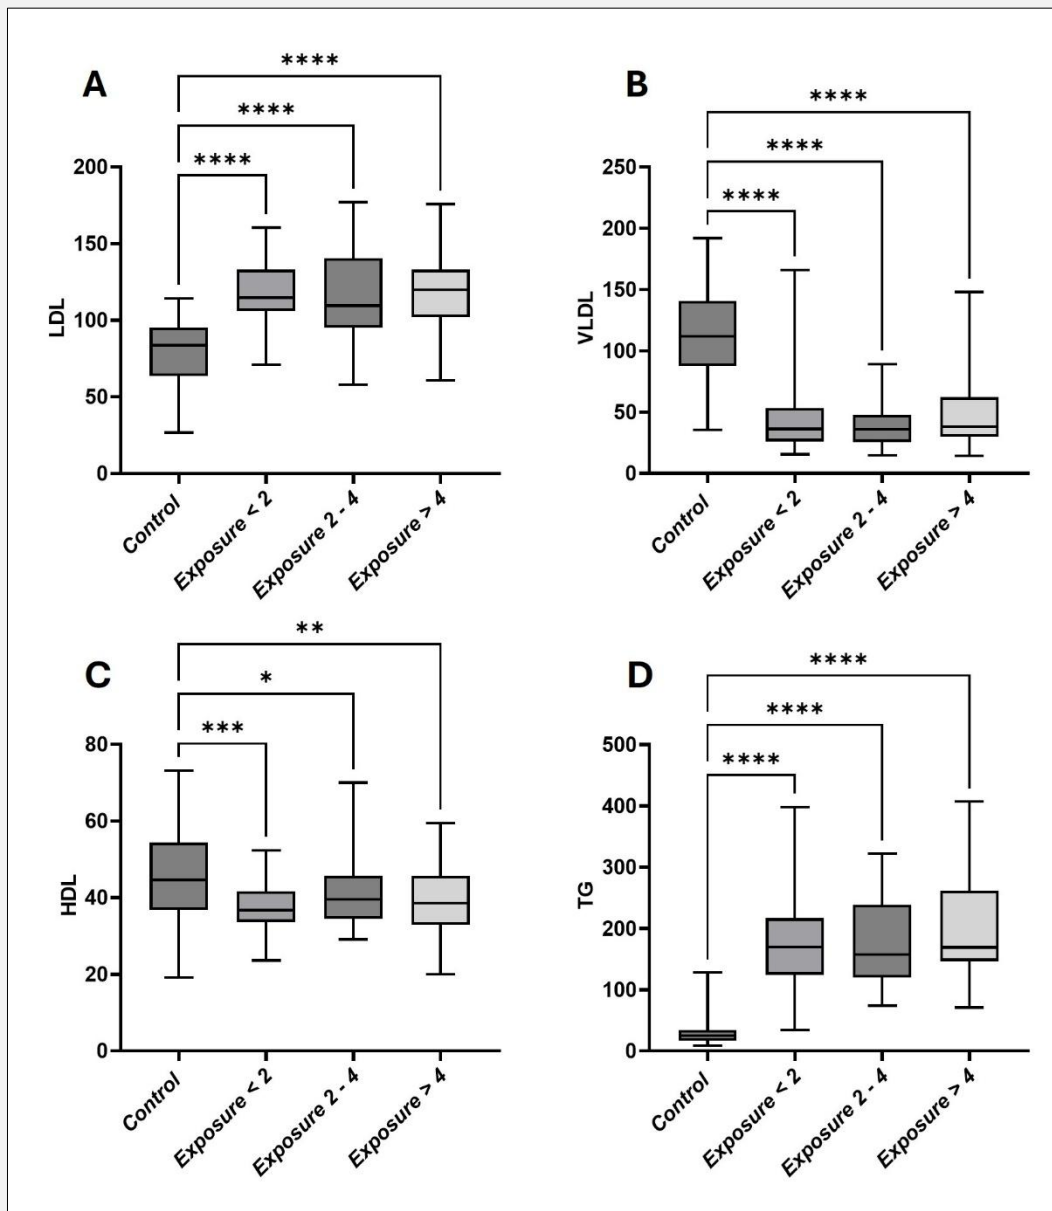 A
****
****
****
200
150
100
50
0
LDL
Control
Exposure < 2
Exposure 2 - 4
Exposure > 4
B
****
****
****
250
200
150
100
50
0
VLDL
Control
Exposure < 2
Exposure 2 - 4
Exposure > 4
C
**
*
***
80
60
40
20
0
HDL
Control
Exposure < 2
Exposure 2 - 4
Exposure > 4
D
****
****
****
500
400
300
200
100
0
TG
Control
Exposure < 2
Exposure 2 - 4
Exposure > 4